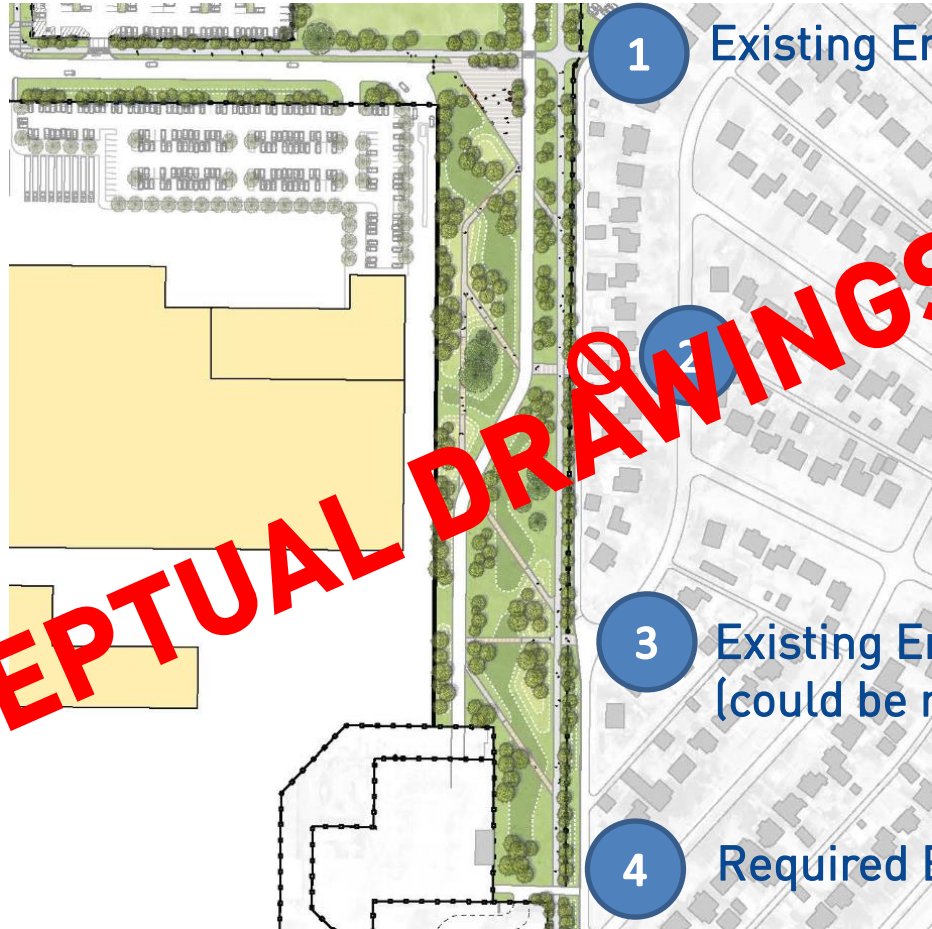 1 Existing En
2
EPTUAL DRAWINGS
3 Existing En
(could be r
4 Required E